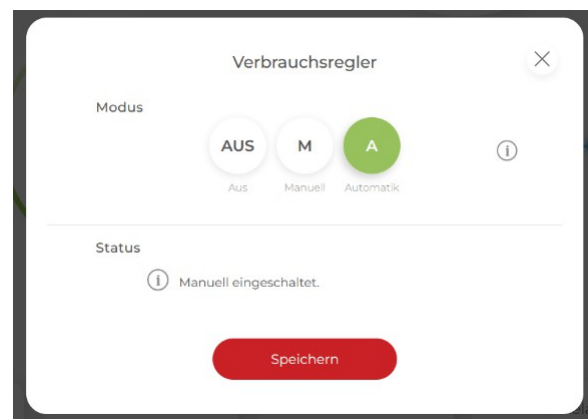 Verbrauchsregler
Modus
AUS M A
Aus Manuell Automatik
Status
Manuell eingeschaltet.
Speichern